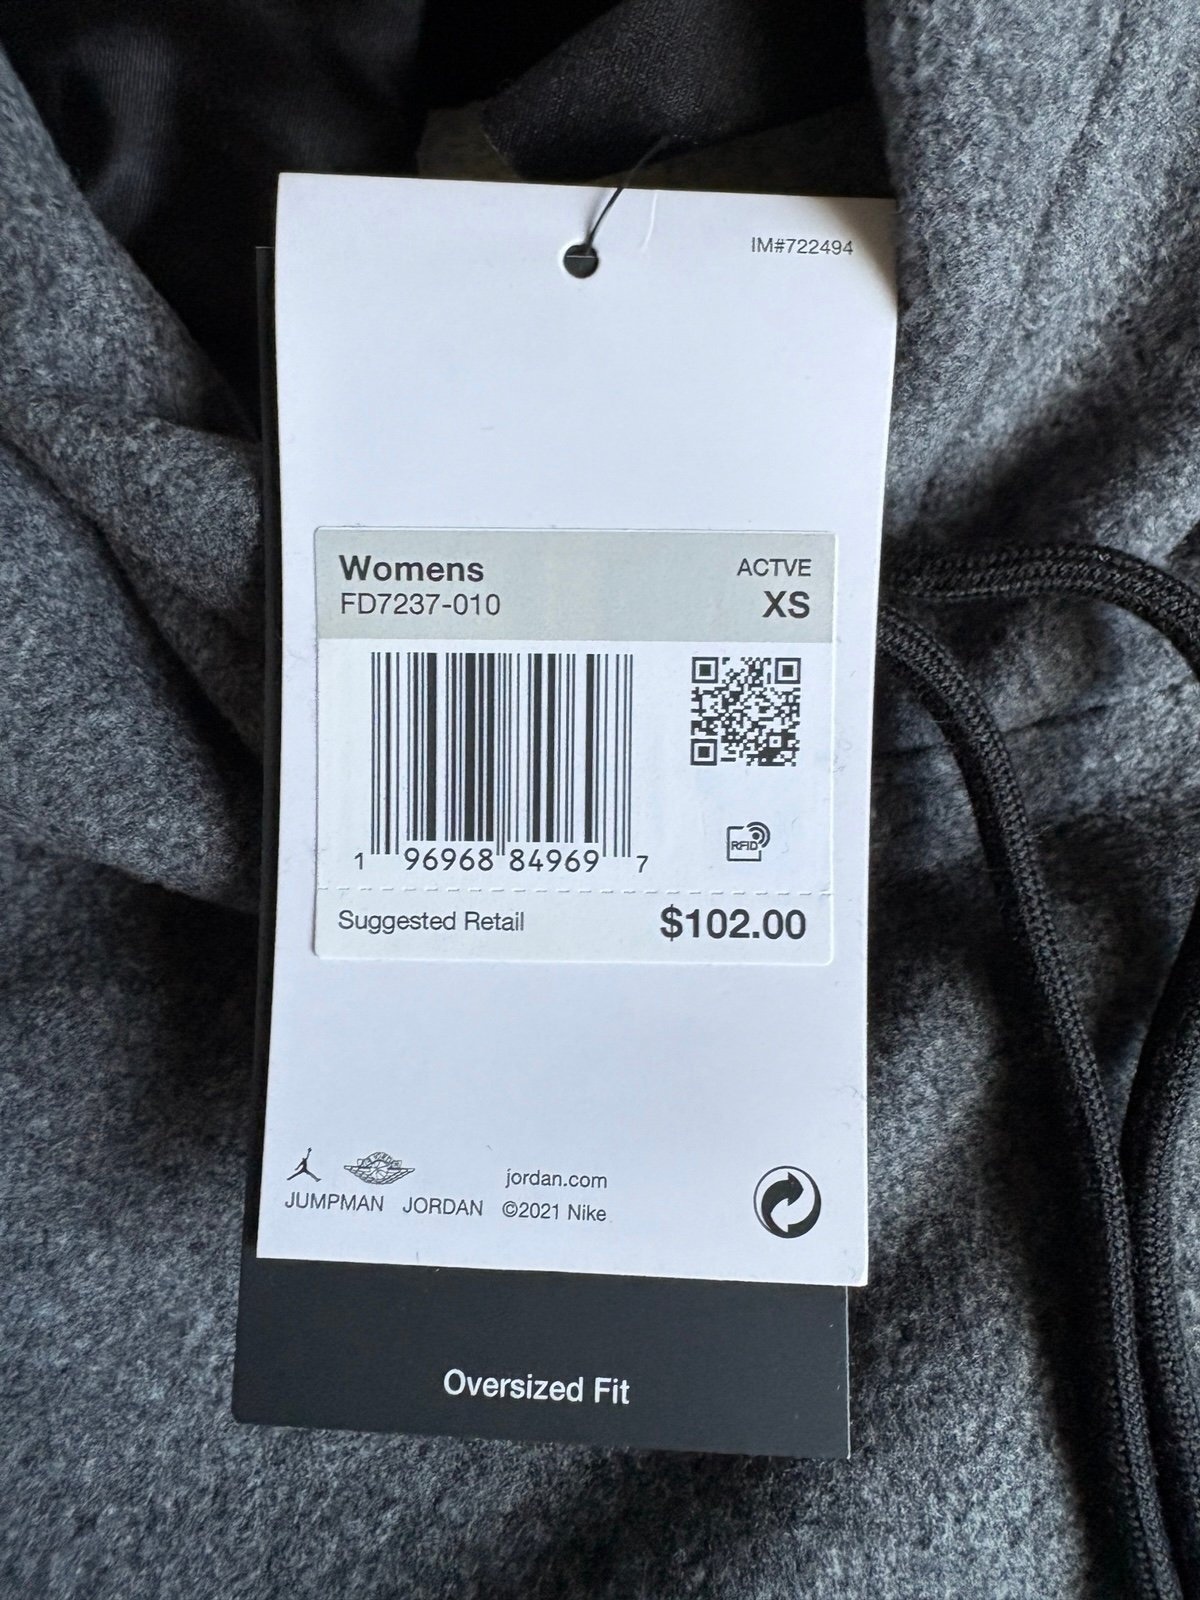 IM#722494
Womens
ACTVE
FD7237-010
XS
1 96968 84969 7
RFID
Suggested Retail
$102.00
jordan.com
JUMPMAN JORDAN ©2021 Nike
Oversized Fit